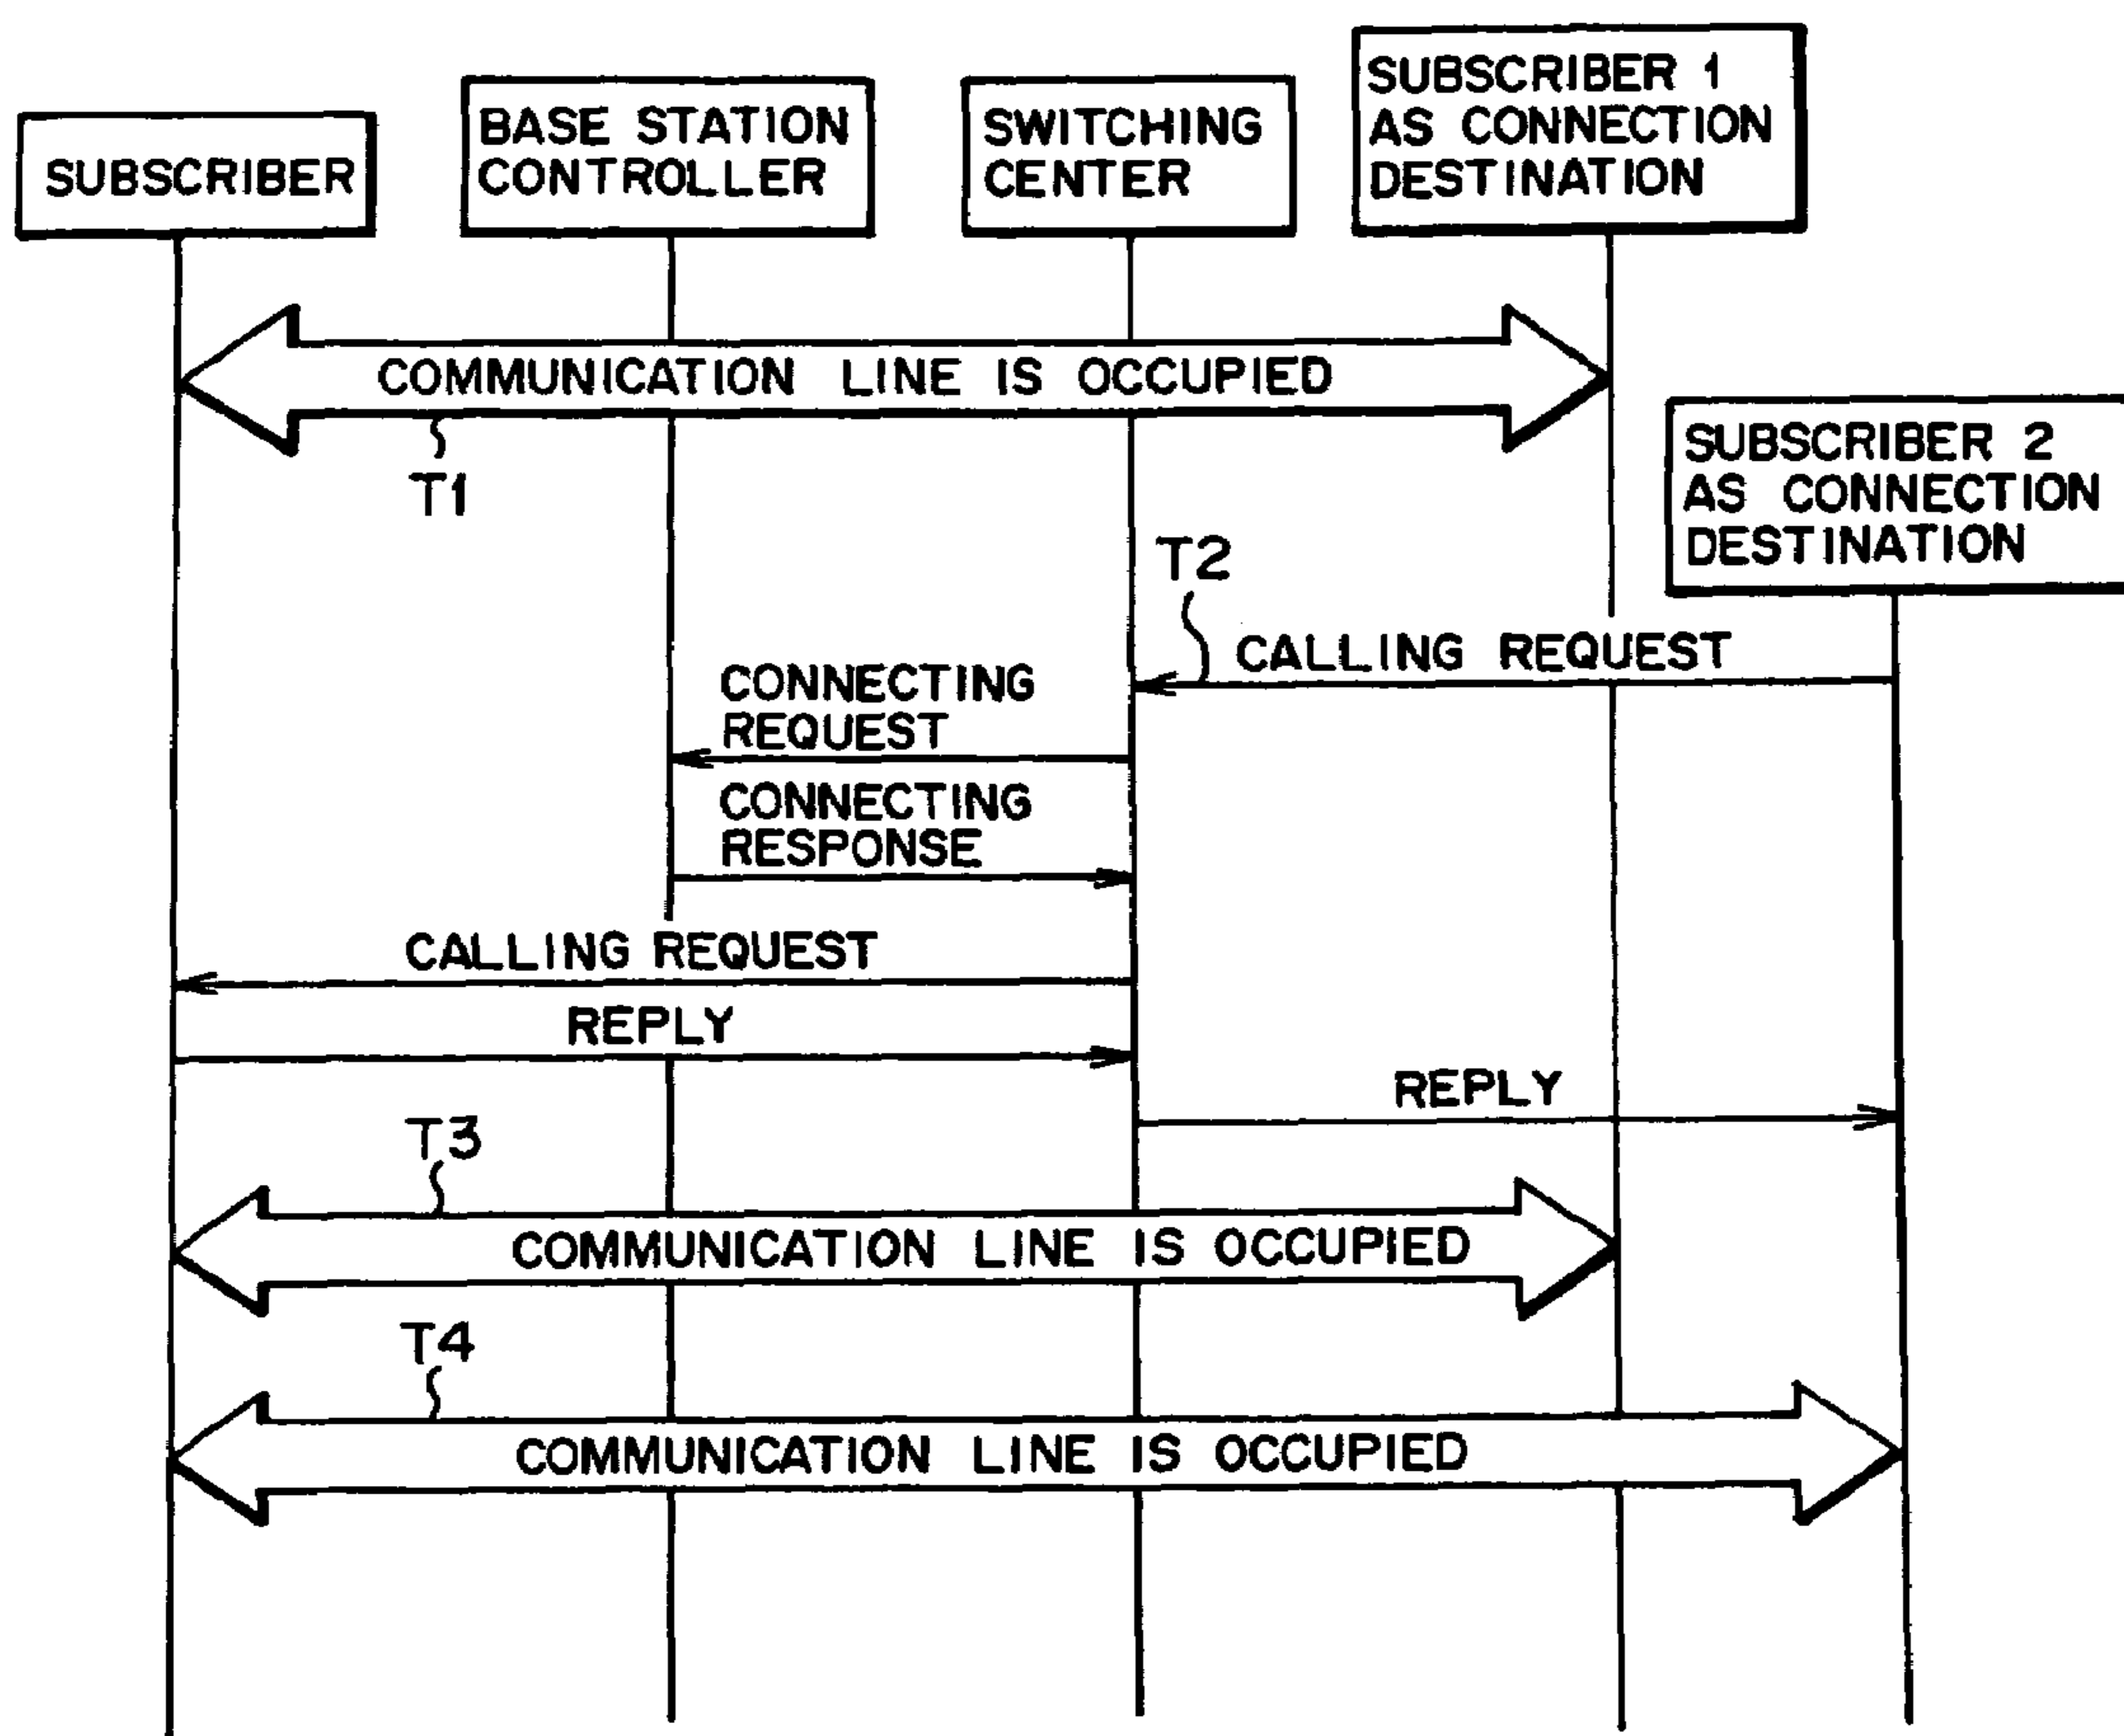 SUBSCRIBER
BASE STATION
CONTROLLER
SWITCHING
CENTER
SUBSCRIBER 1
AS CONNECTION
DESTINATION
COMMUNICATION LINE IS OCCUPIED
T1
SUBSCRIBER 2
AS CONNECTION
DESTINATION
T2
CALLING REQUEST
CONNECTING
REQUEST
CONNECTING
RESPONSE
CALLING REQUEST
REPLY
REPLY
T3
COMMUNICATION LINE IS OCCUPIED
T4
COMMUNICATION LINE IS OCCUPIED